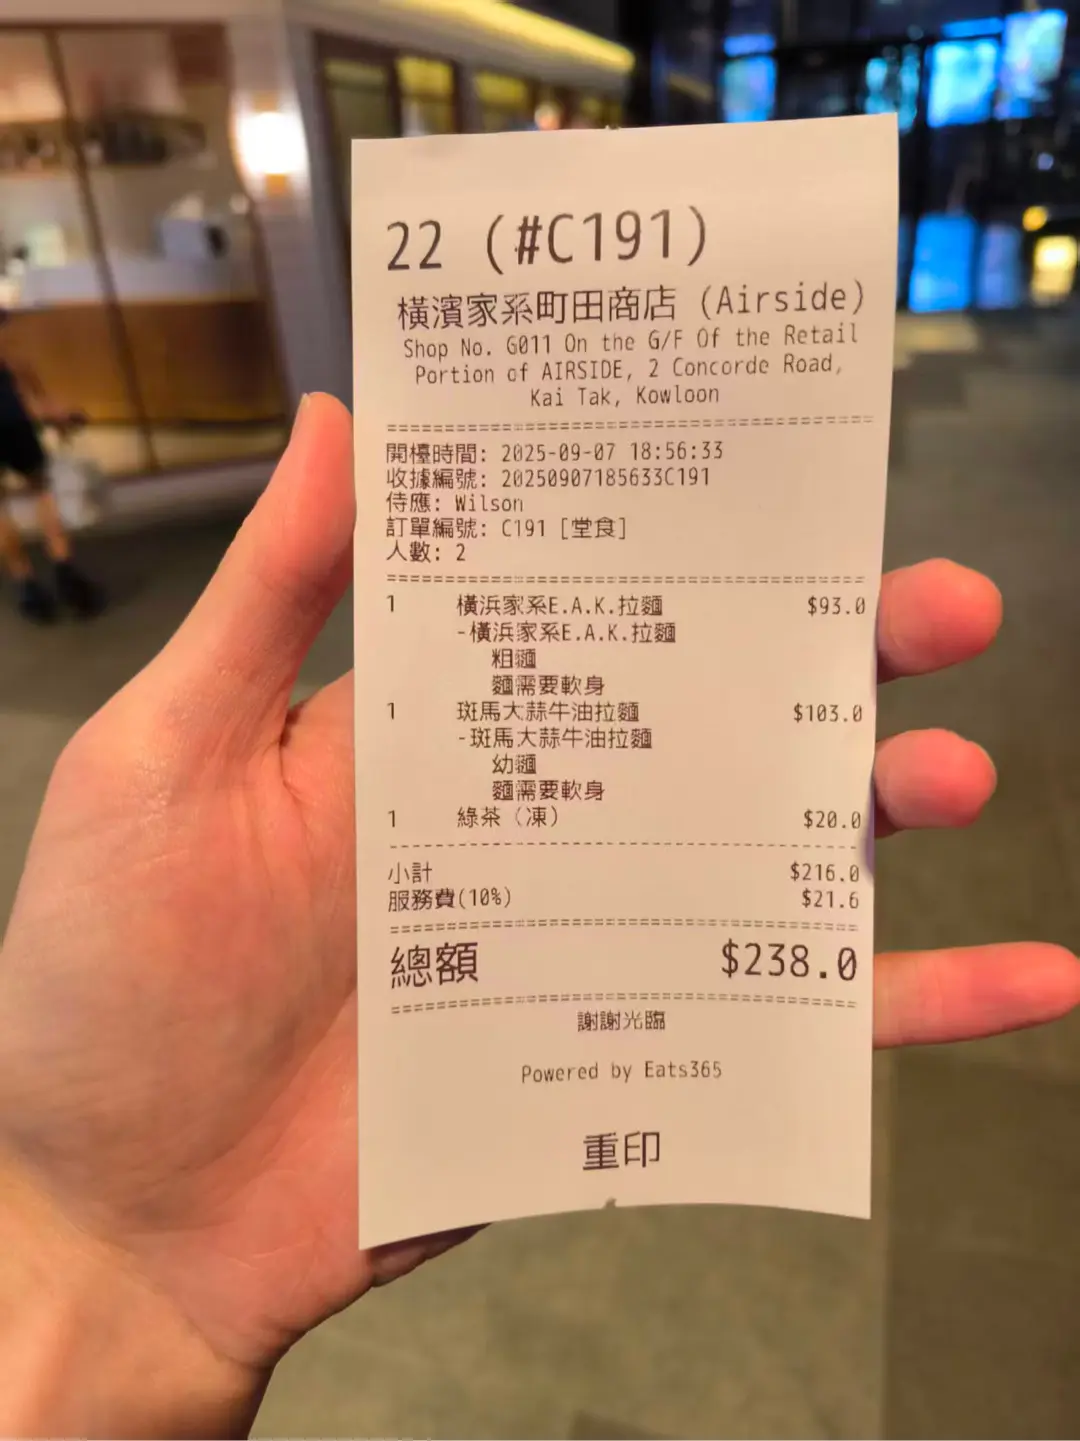 22 (#C191)
橫濱家系町田商店 (Airside)
Shop No. G011 On the G/F Of the Retail
Portion of AIRSIDE, 2 Concorde Road,
Kai Tak, Kowloon
開檯時間: 2025-09-07 18:56:33
收據編號: 20250907185633C191
侍應: Wilson
訂單編號: C191 [堂食]
人數: 2
1 橫浜家系E.A.K.拉麵 $93.0
-橫浜家系E.A.K.拉麵
粗麵
麵需要軟身
1 斑馬大蒜牛油拉麵 $103.0
-斑馬大蒜牛油拉麵
幼麵
麵需要軟身
1 綠茶（凍） $20.0
小計 $216.0
服務費(10%) $21.6
總額 $238.0
謝謝光臨
Powered by Eats365
重印